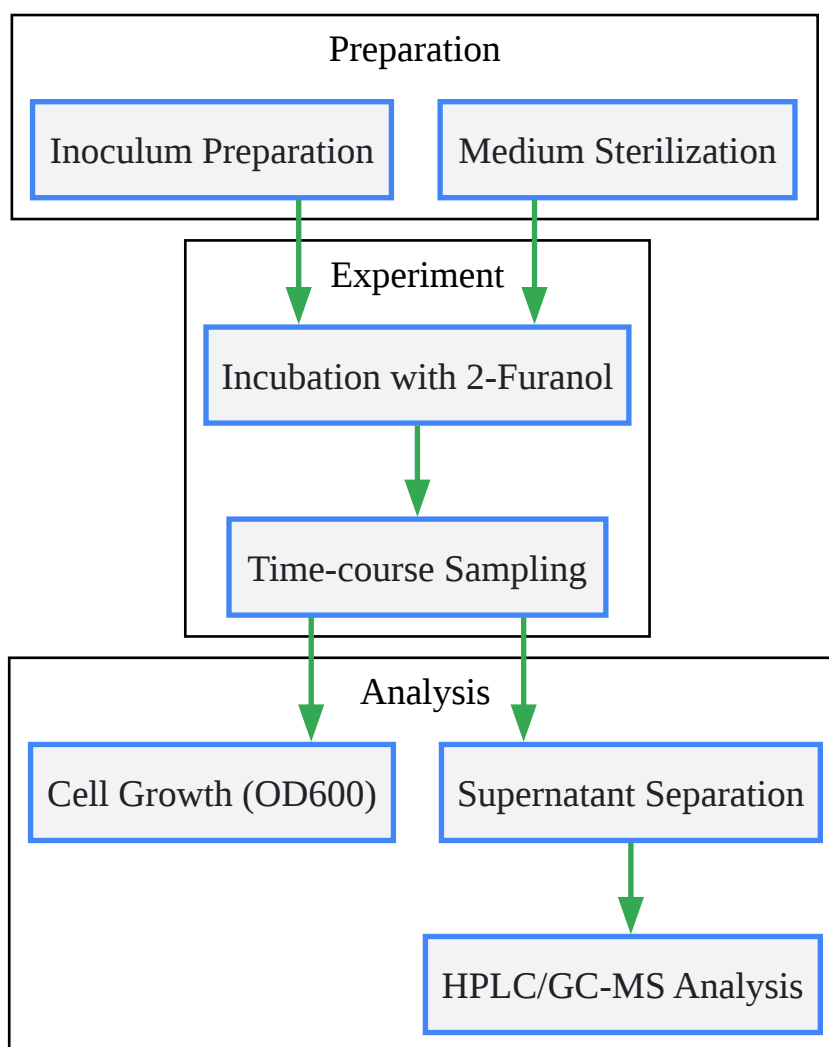 Preparation
Inoculum Preparation
Medium Sterilization
Experiment
Incubation with 2-Furanol
Time-course Sampling
Analysis
Cell Growth (OD600)
Supernatant Separation
HPLC/GC-MS Analysis